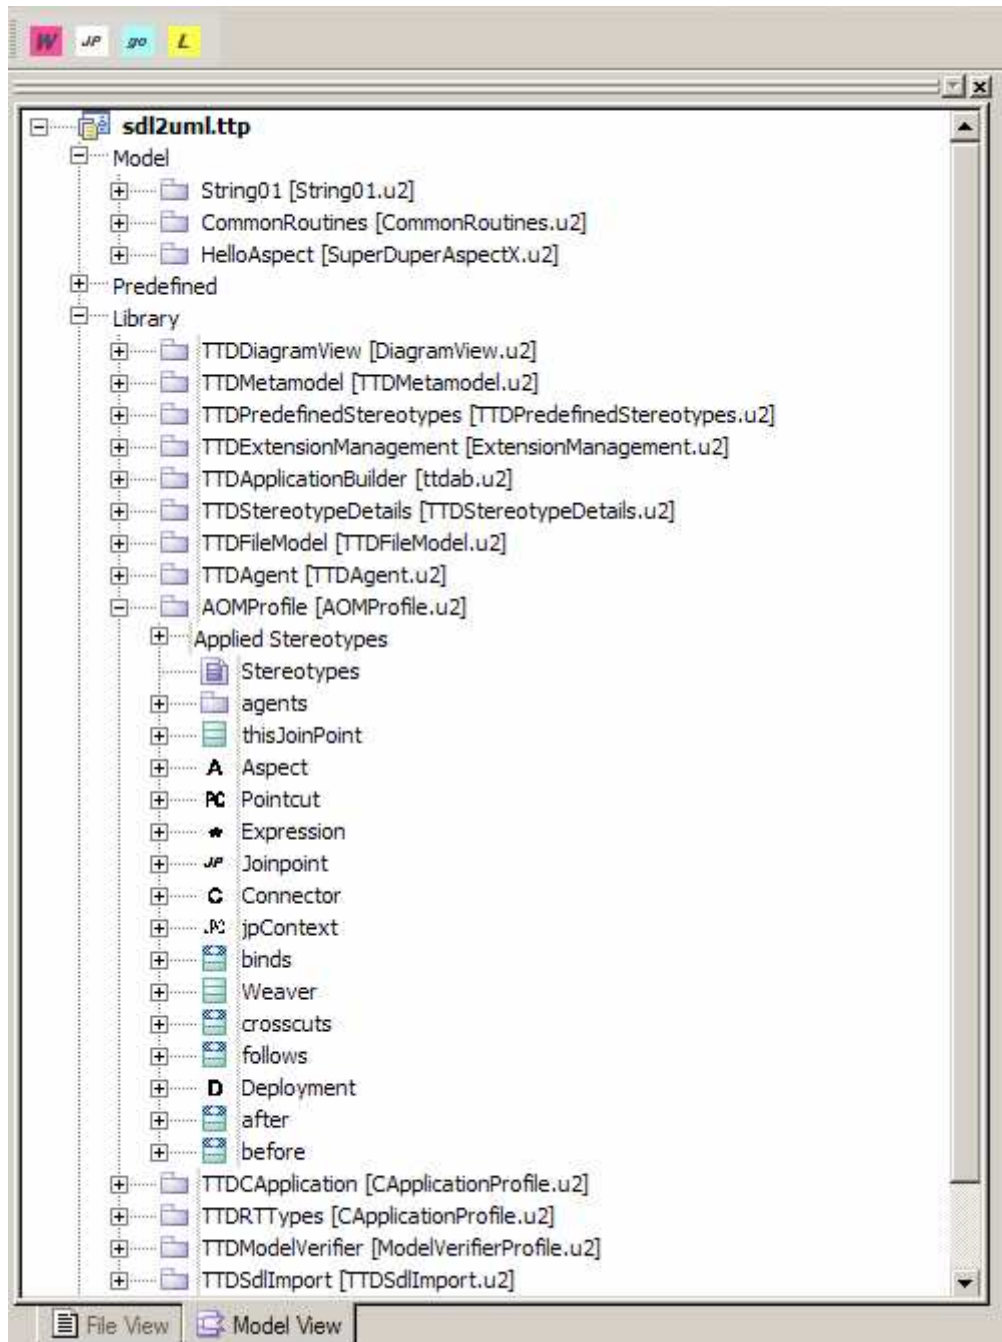 W JP go L
sdl2uml.ttp
Model
String01 [String01.u2]
CommonRoutines [CommonRoutines.u2]
HelloAspect [SuperDuperAspectX.u2]
Predefined
Library
TTDDiagramView [DiagramView.u2]
TTDMetamodel [TTDMetamodel.u2]
TTDPredefinedStereotypes [TTDPredefinedStereotypes.u2]
TTDExtensionManagement [ExtensionManagement.u2]
TTDApplicationBuilder [ttdab.u2]
TTDStereotypeDetails [TTDStereotypeDetails.u2]
TTDFileModel [TTDFileModel.u2]
TTDAgent [TTDAgent.u2]
AOMProfile [AOMProfile.u2]
Applied Stereotypes
Stereotypes
agents
thisJoinPoint
A Aspect
PC Pointcut
Expression
JP Joinpoint
C Connector
.PC jpContext
binds
Weaver
crosscuts
follows
D Deployment
after
before
TTDCApplication [CApplicationProfile.u2]
TTDRTTypes [CApplicationProfile.u2]
TTDModelVerifier [ModelVerifierProfile.u2]
TTDSdlImport [TTDSdlImport.u2]
File View Model View